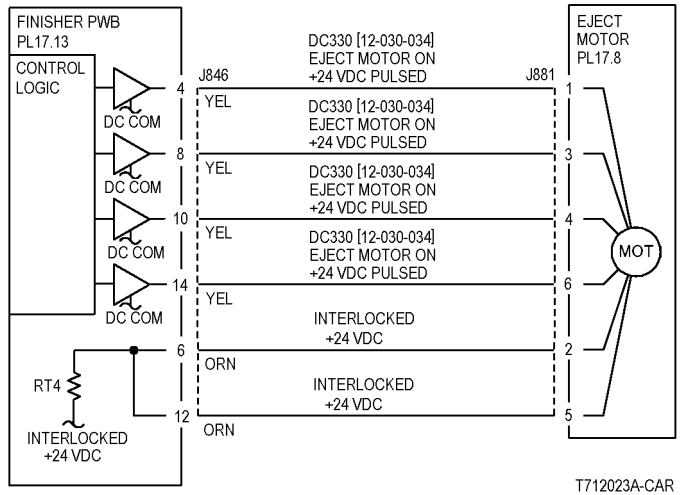 FINISHER PWB
PL17.13
CONTROL
LOGIC
DC COM
DC COM
DC COM
DC COM
RT4
INTERLOCKED
+24 VDC
4
8
10
14
6
12
J846
YEL
YEL
YEL
YEL
ORN
ORN
DC330 [12-030-034]
EJECT MOTOR ON
+24 VDC PULSED
DC330 [12-030-034]
EJECT MOTOR ON
+24 VDC PULSED
DC330 [12-030-034]
EJECT MOTOR ON
+24 VDC PULSED
DC330 [12-030-034]
EJECT MOTOR ON
+24 VDC PULSED
INTERLOCKED
+24 VDC
INTERLOCKED
+24 VDC
J881
EJECT
MOTOR
PL17.8
1
3
4
6
2
5
MOT
T712023A-CAR